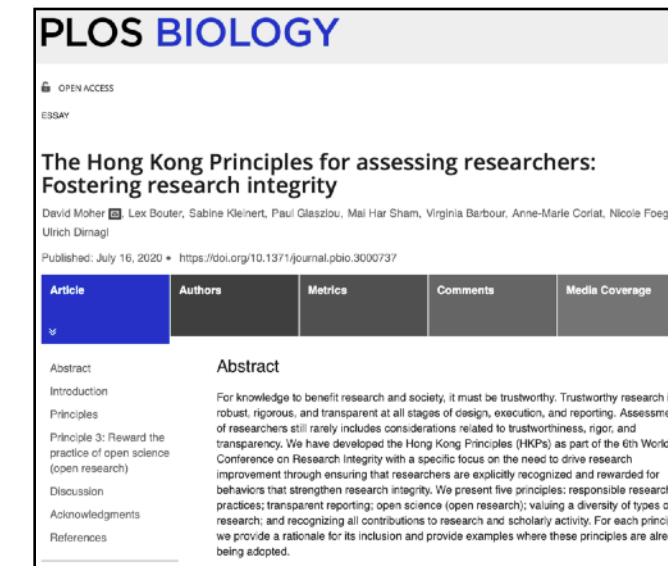 PLOS BIOLOGY
OPEN ACCESS
ESSAY
The Hong Kong Principles for assessing researchers:
Fostering research integrity
David Moher, Lex Bouter, Sabine Kleinert, Paul Glasziou, Mai Har Sham, Virginia Barbour, Anne-Marie Coriat, Nicole Foeg
Ulrich Dirnagl
Published: July 16, 2020 • https://doi.org/10.1371/journal.pbio.3000737
Article
Authors
Metrics
Comments
Media Coverage
Abstract
Introduction
Principles
Principle 3: Reward the
practice of open science
(open research)
Discussion
Acknowledgments
References
Abstract
For knowledge to benefit research and society, it must be trustworthy. Trustworthy research i
robust, rigorous, and transparent at all stages of design, execution, and reporting. Assessme
of researchers still rarely includes considerations related to trustworthiness, rigor, and
transparency. We have developed the Hong Kong Principles (HKPs) as part of the 6th World
Conference on Research Integrity with a specific focus on the need to drive research
improvement through ensuring that researchers are explicitly recognized and rewarded for
behaviors that strengthen research integrity. We present five principles: responsible research
practices; transparent reporting; open science (open research); valuing a diversity of types o
research; and recognizing all contributions to research and scholarly activity. For each princi
we provide a rationale for its inclusion and provide examples where these principles are alre
being adopted.